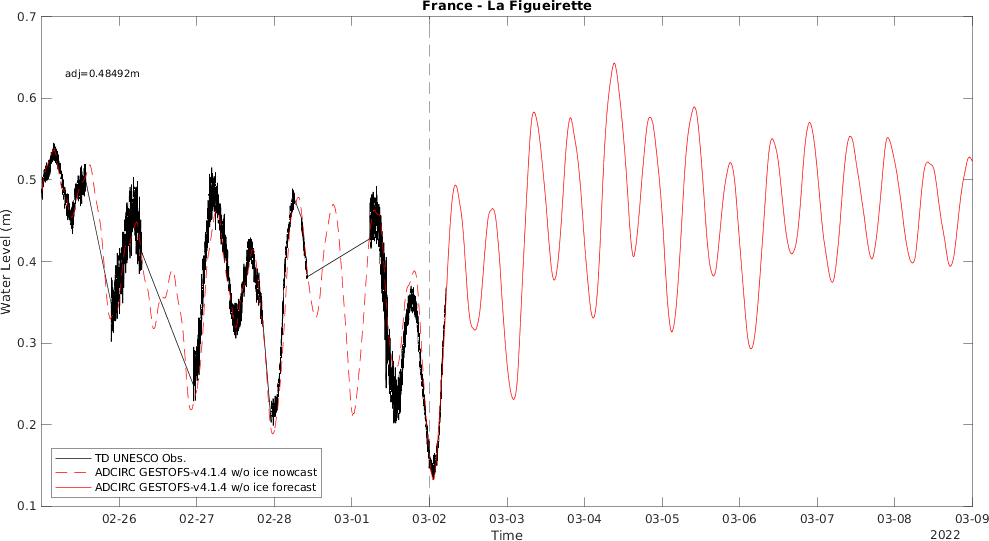 France - La Figueirette
0.7
0.6
0.5
0.4
0.3
0.2
0.1
Water Level (m)
adj=0.48492m
TD UNESCO Obs.
ADCIRC GESTOFS-v4.1.4 w/o ice nowcast
ADCIRC GESTOFS-v4.1.4 w/o ice forecast
02-26 02-27 02-28 03-01 03-02 03-03 03-04 03-05 03-06 03-07 03-08 03-09
Time
2022